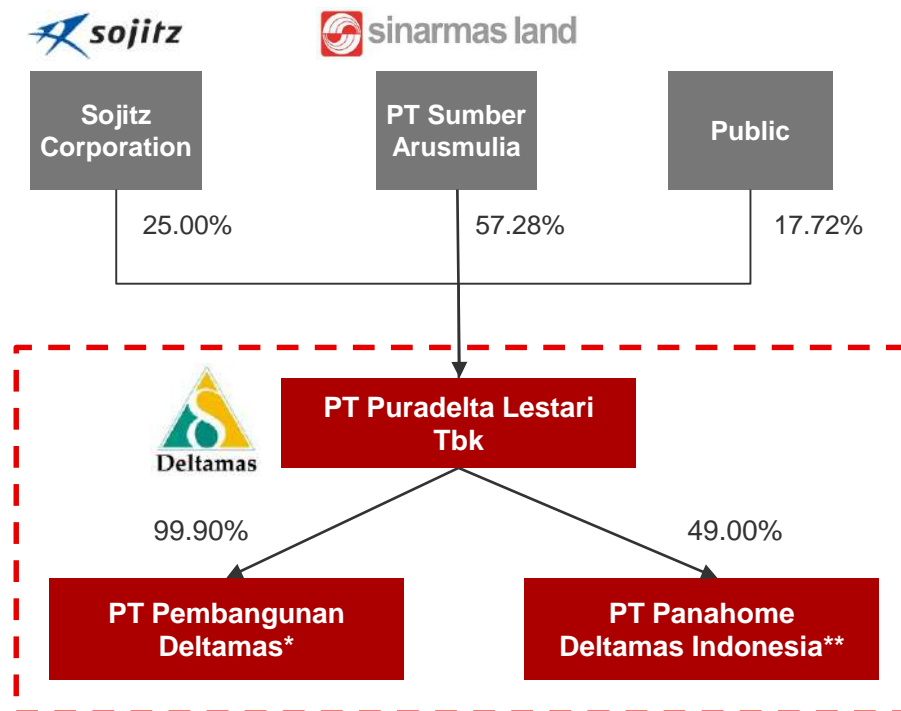 sojitz
sinarmas land
Sojitz
Corporation
PT Sumber
Arusmulia
Public
25.00%
57.28%
17.72%
PT Puradelta Lestari
Tbk
Deltamas
99.90%
49.00%
PT Pembangunan
Deltamas*
PT Panahome
Deltamas Indonesia**